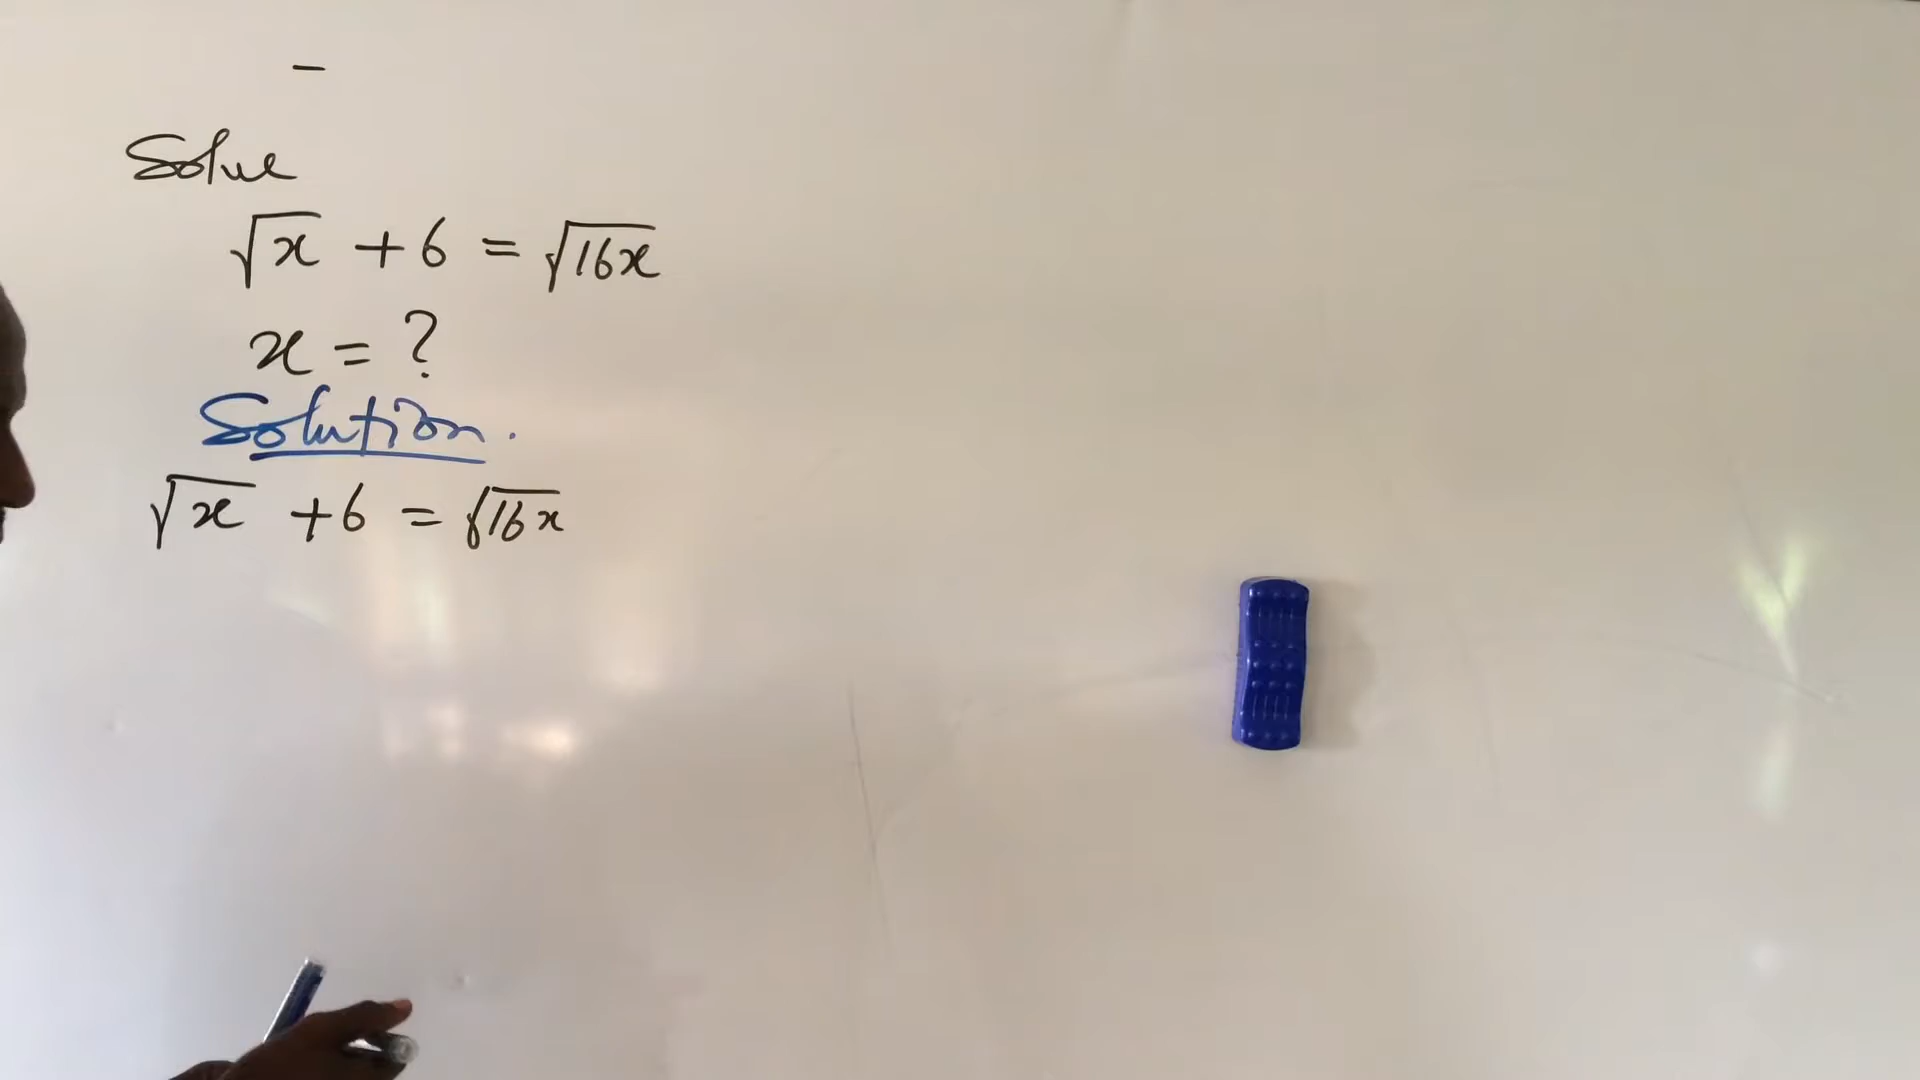 Solve
√x + 6 = √16x
x = ?
Solution.
√x + 6 = √16x